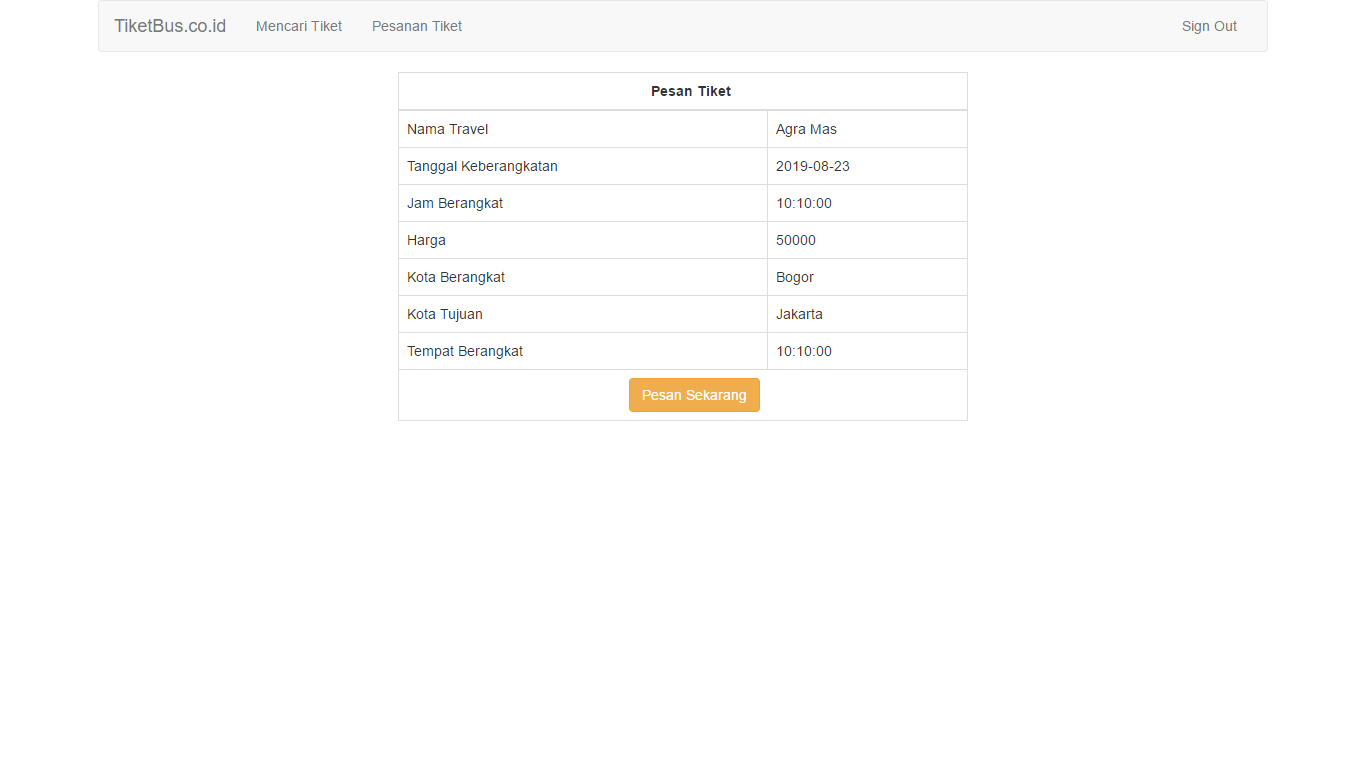 TiketBus.co.id Mencari Tiket Pesanan Tiket Sign Out
Pesan Tiket
Nama Travel Agra Mas
Tanggal Keberangkatan 2019-08-23
Jam Berangkat 10:10:00
Harga 50000
Kota Berangkat Bogor
Kota Tujuan Jakarta
Tempat Berangkat 10:10:00
Pesan Sekarang